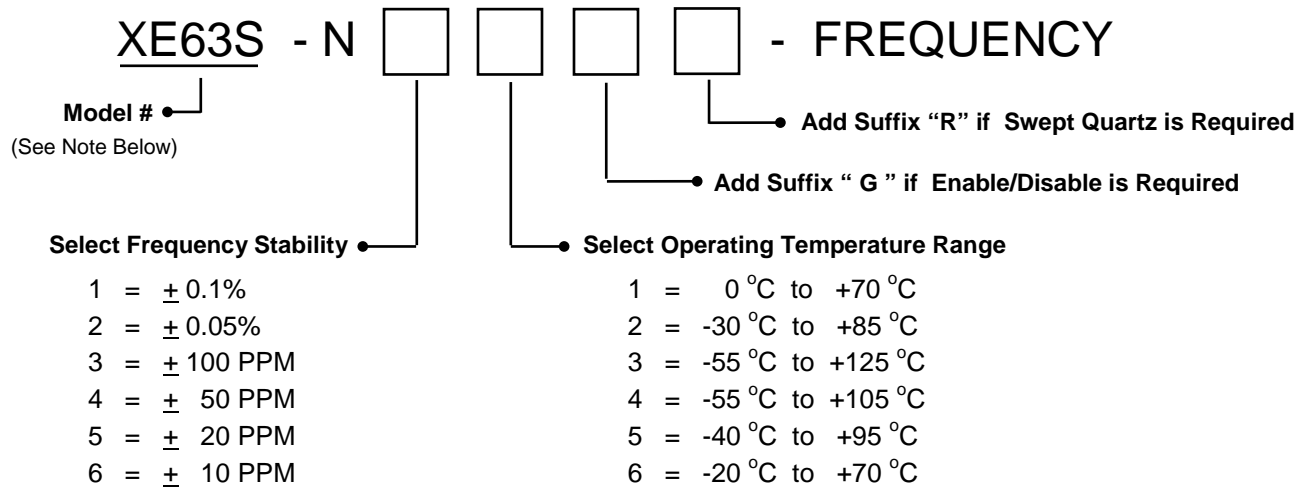 XE63S - N - FREQUENCY
Model #
(See Note Below)
Add Suffix “R” if Swept Quartz is Required
Add Suffix “ G ” if Enable/Disable is Required
Select Frequency Stability
1 = ± 0.1%
2 = ± 0.05%
3 = ± 100 PPM
4 = ± 50 PPM
5 = ± 20 PPM
6 = ± 10 PPM
Select Operating Temperature Range
1 = 0 °C to +70 °C
2 = -30 °C to +85 °C
3 = -55 °C to +125 °C
4 = -55 °C to +105 °C
5 = -40 °C to +95 °C
6 = -20 °C to +70 °C